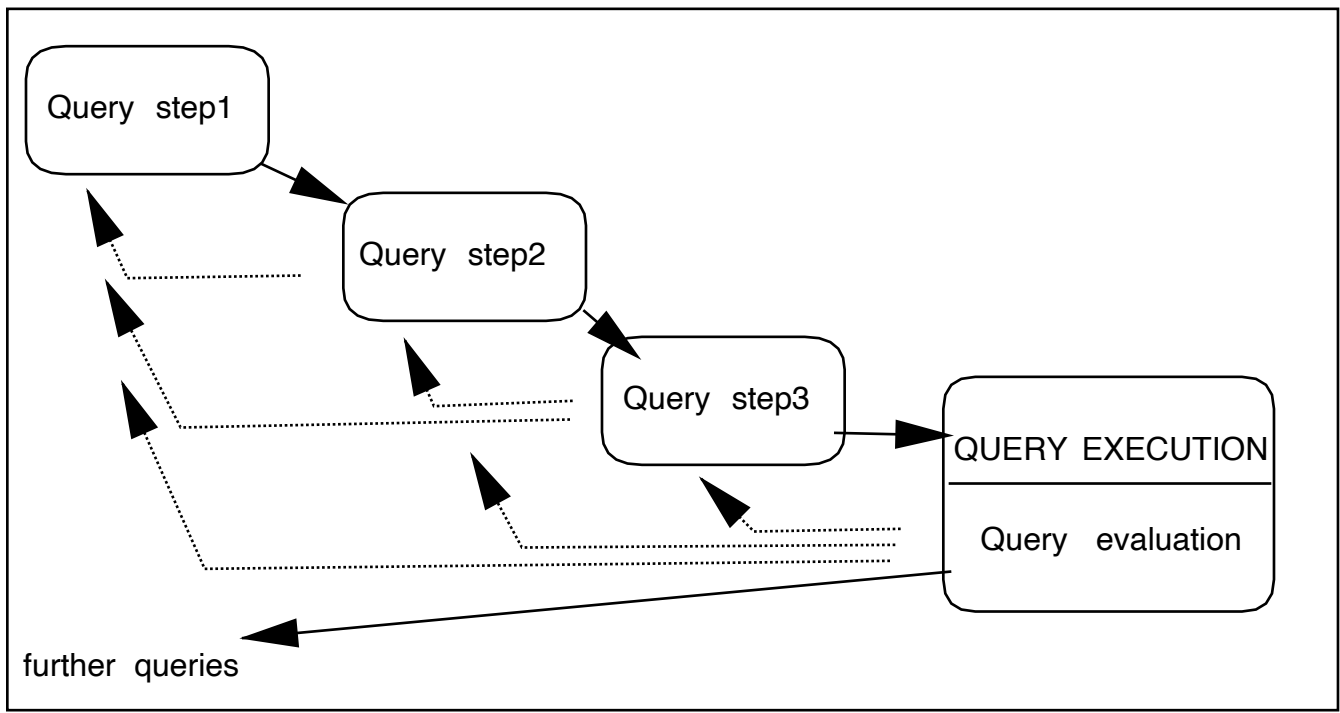 Query step1
Query step2
Query step3
QUERY EXECUTION
Query evaluation
further queries